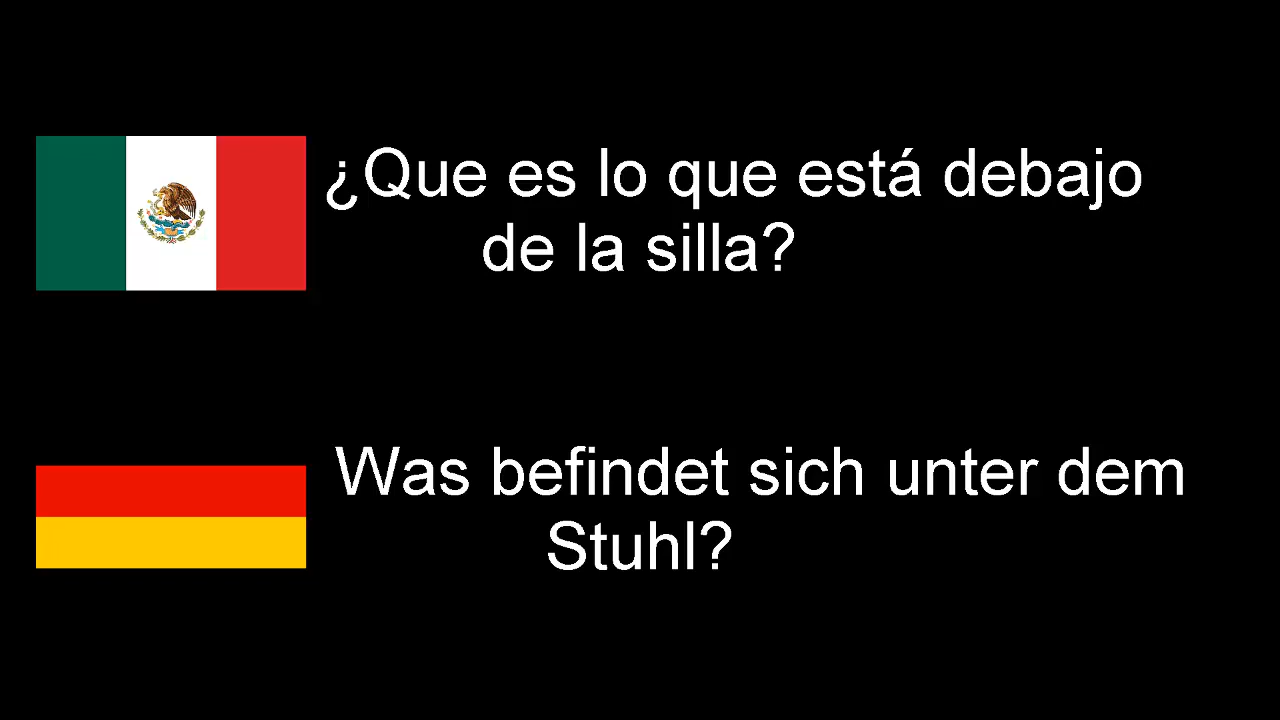 ¿Que es lo que está debajo
de la silla?
Was befindet sich unter dem
Stuhl?